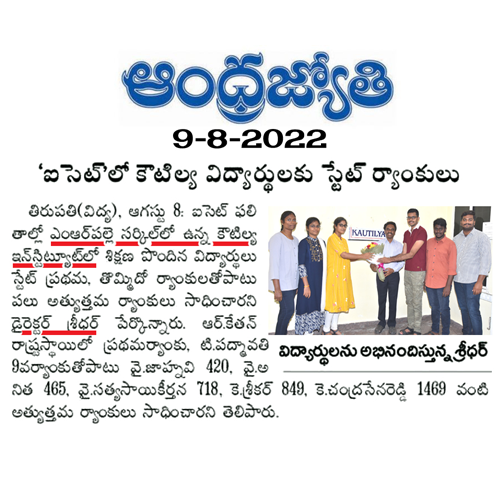 ఆంధ్రజ్యోతి
9-8-2022
'ఐసెట్'లో కౌటిల్య విద్యార్థులకు స్టేట్ ర్యాంకులు
తిరుపతి(విద్య), ఆగస్టు 8: ఐసెట్ ఫలి
తాల్లో ఎంఆర్‌పల్లె సర్కిల్‌లో ఉన్న కౌటిల్య
ఇన్‌స్టిట్యూట్‌లో శిక్షణ పొందిన విద్యార్థులు
స్టేట్ ప్రథమ, తొమ్మిదో ర్యాంకులతోపాటు
పలు అత్యుత్తమ ర్యాంకులు సాధించారని
డైరెక్టర్ శ్రీధర్ పేర్కొన్నారు. ఆర్.కేతన్
రాష్ట్రస్థాయిలో ప్రథమర్యాంకు, టి.పద్మావతి
9వర్యాంకుతోపాటు వై.జాహ్నవి 420, వై.అ
నిత 465, వై.సత్యసాయికీర్తన 718, కె.శ్రీకర్ 849, కె.చంద్రసేనరెడ్డి 1469 వంటి
అత్యుత్తమ ర్యాంకులు సాధించారని తెలిపారు.
KAUTILYA
విద్యార్థులను అభినందిస్తున్న శ్రీధర్